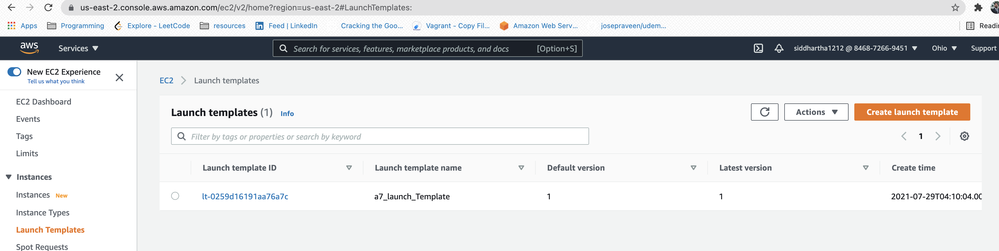 us-east-2.console.aws.amazon.com/ec2/v2/home?region=us-east-2#LaunchTemplates:
Apps Programming Explore - LeetCode resources Feed | LinkedIn Cracking the Goo... Vagrant - Copy Fil... Amazon Web Serv... josepraveen/udem... Readi
aws Services Search for services, features, marketplace products, and docs [Option+S] siddhartha1212 @ 8468-7266-9451 Ohio Support
New EC2 Experience
Tell us what you think
EC2 Dashboard
Events
Tags
Limits
Instances
Instances New
Instance Types
Launch Templates
Spot Requests
EC2 Launch templates
Launch templates (1) Info Actions Create launch template
Filter by tags or properties or search by keyword 1
Launch template ID Launch template name Default version Latest version Create time
lt-0259d16191aa76a7c a7_launch_Template 1 1 2021-07-29T04:10:04.00